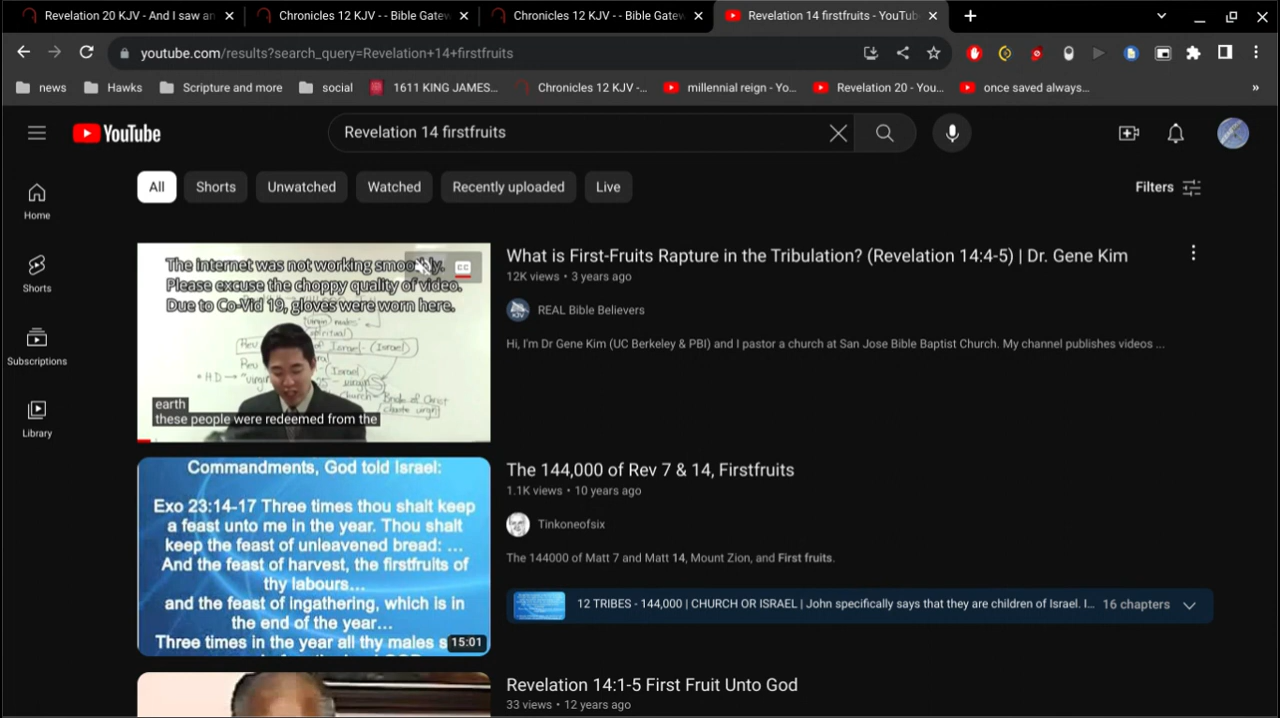 Revelation 20 KJV - And I saw an
Chronicles 12 KJV - - Bible Gatew
Chronicles 12 KJV - - Bible Gatew
Revelation 14 firstfruits - YouTub
youtube.com/results?search_query=Revelation+14+firstfruits
news
Hawks
Scripture and more
social
1611 KING JAMES...
Chronicles 12 KJV -...
millennial reign - Yo...
Revelation 20 - You...
once saved always...
»
YouTube
Revelation 14 firstfruits
All
Shorts
Unwatched
Watched
Recently uploaded
Live
Filters
Home
Shorts
Subscriptions
Library
The internet was not working smoothly.
Please excuse the choppy quality of video.
Due to Co-Vid 19, gloves were worn here.
CC
earth
these people were redeemed from the
What is First-Fruits Rapture in the Tribulation? (Revelation 14:4-5) | Dr. Gene Kim
12K views • 3 years ago
REAL Bible Believers
Hi, I'm Dr Gene Kim (UC Berkeley & PBI) and I pastor a church at San Jose Bible Baptist Church. My channel publishes videos ...
Commandments, God told Israel:
Exo 23:14-17 Three times thou shalt keep
a feast unto me in the year. Thou shalt
keep the feast of unleavened bread: ...
And the feast of harvest, the firstfruits of
thy labours...
and the feast of ingathering, which is in
the end of the year...
Three times in the year all thy males s
15:01
The 144,000 of Rev 7 & 14, Firstfruits
1.1K views • 10 years ago
Tinkoneofsix
The 144000 of Matt 7 and Matt 14, Mount Zion, and First fruits.
12 TRIBES - 144,000 | CHURCH OR ISRAEL | John specifically says that they are children of Israel. I...
16 chapters
Revelation 14:1-5 First Fruit Unto God
33 views • 12 years ago